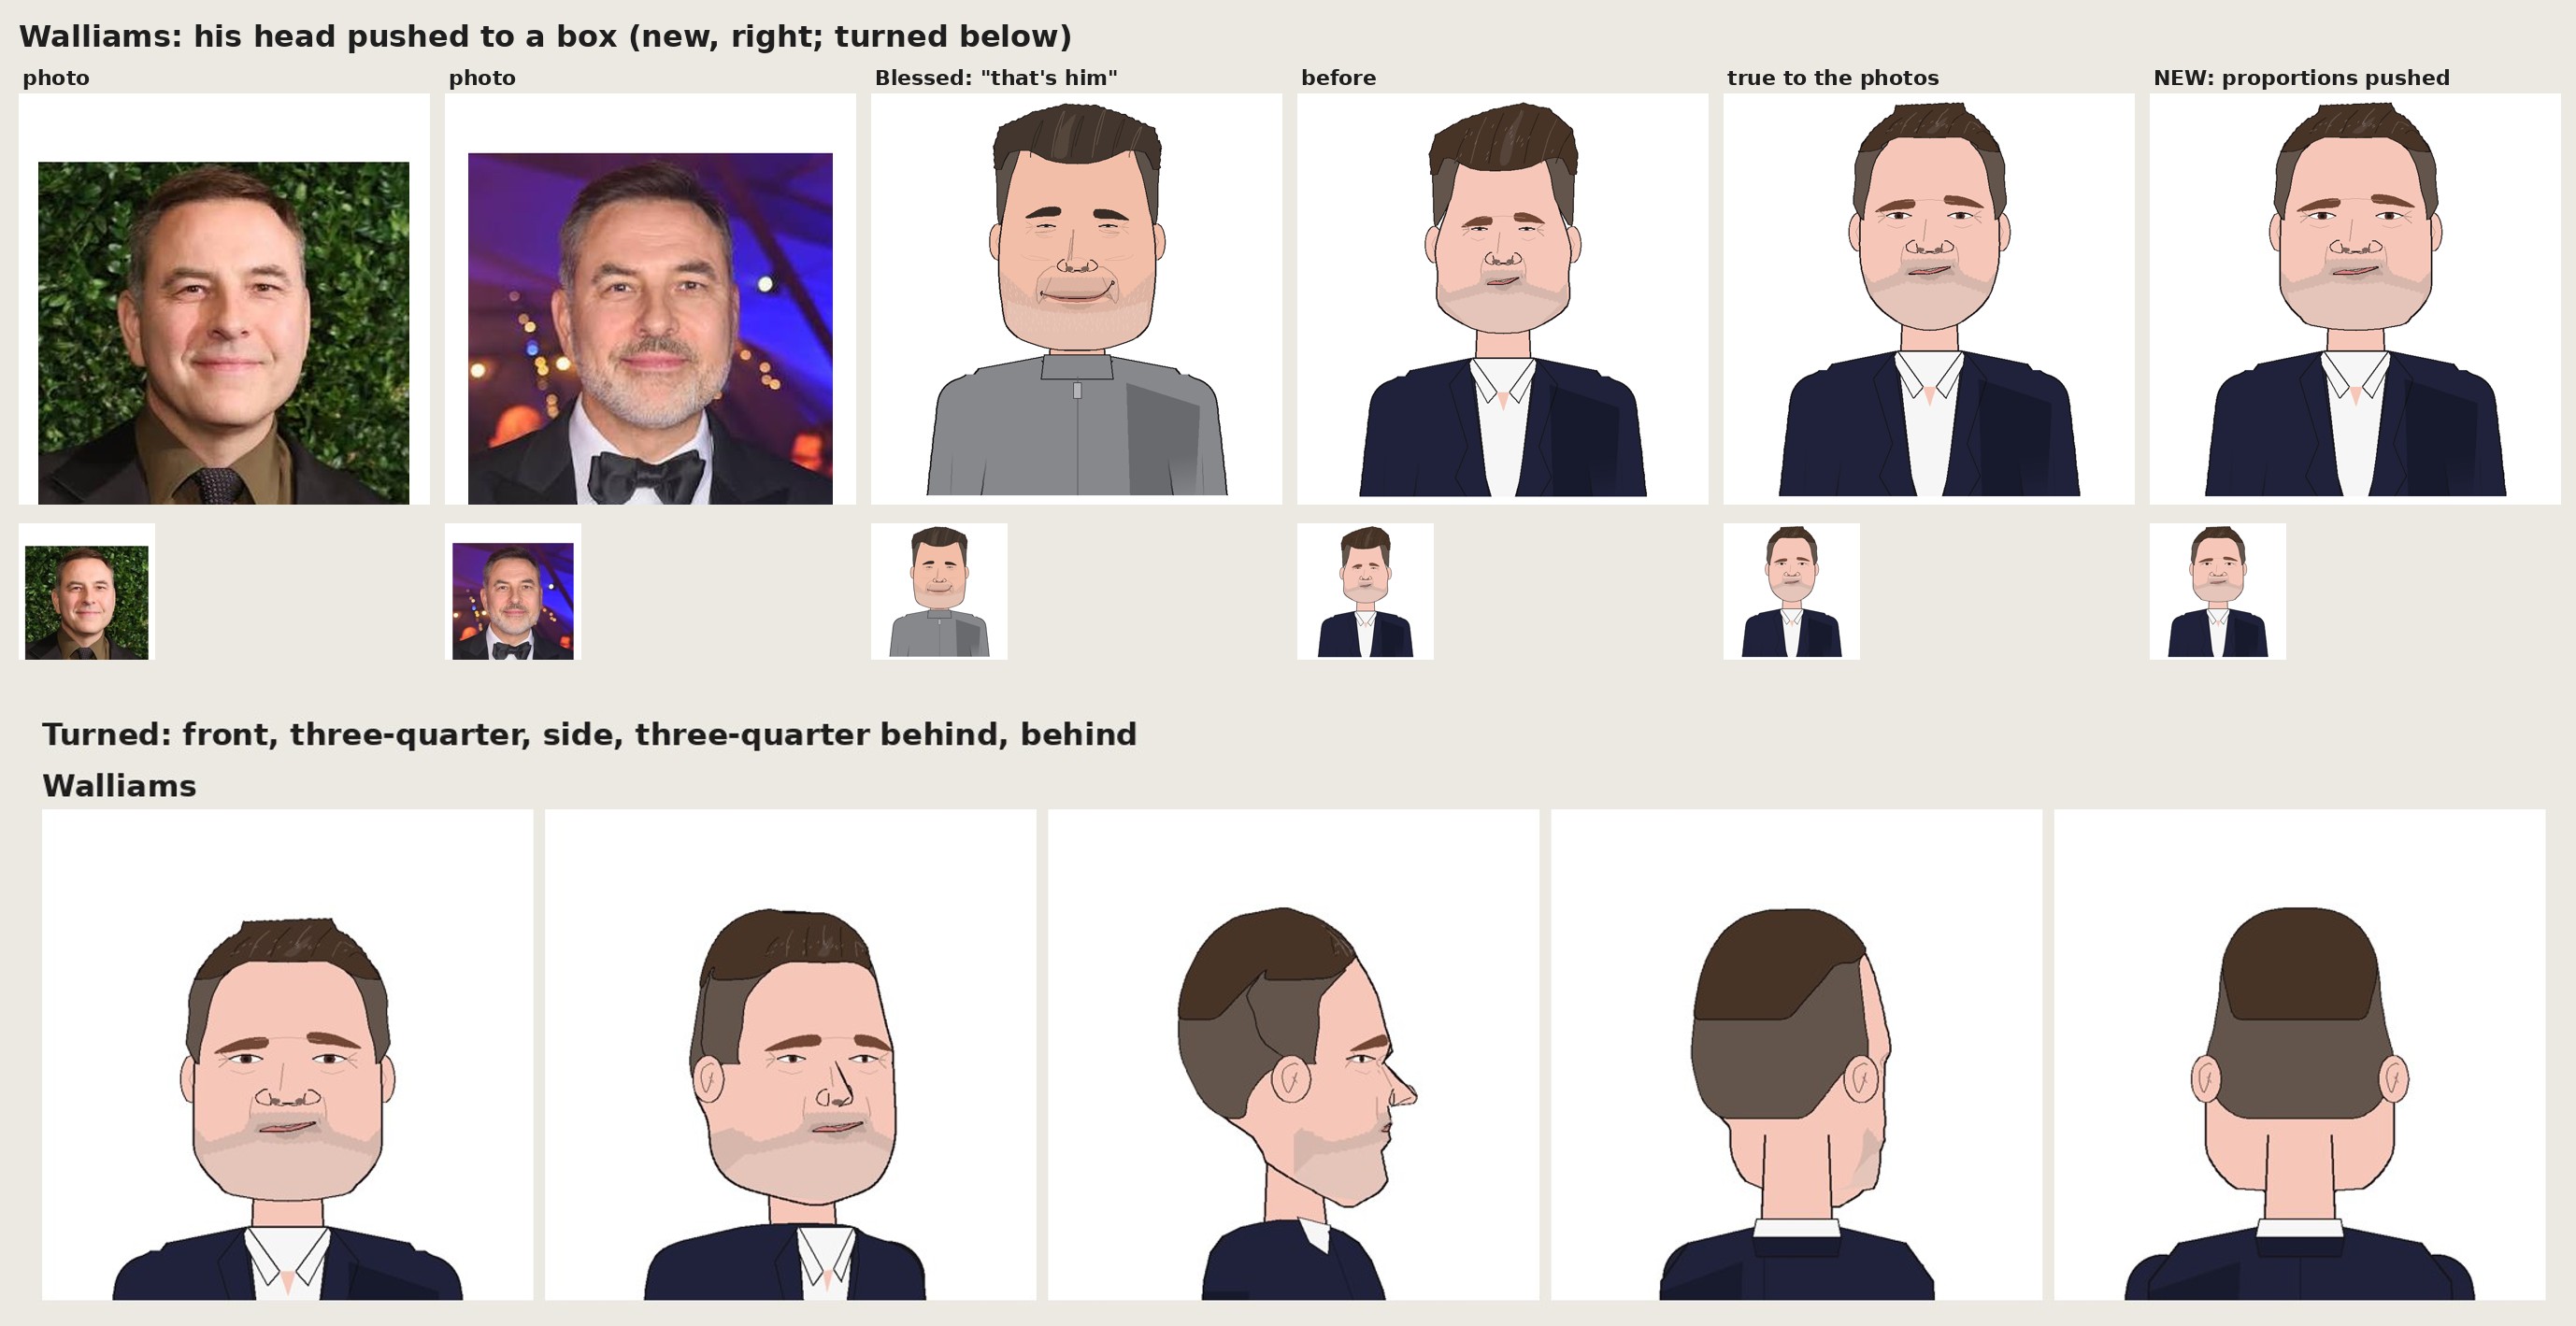 Walliams: his head pushed to a box (new, right; turned below)
photo
photo
Blessed: "that's him"
before
true to the photos
NEW: proportions pushed
Turned: front, three-quarter, side, three-quarter behind, behind
Walliams